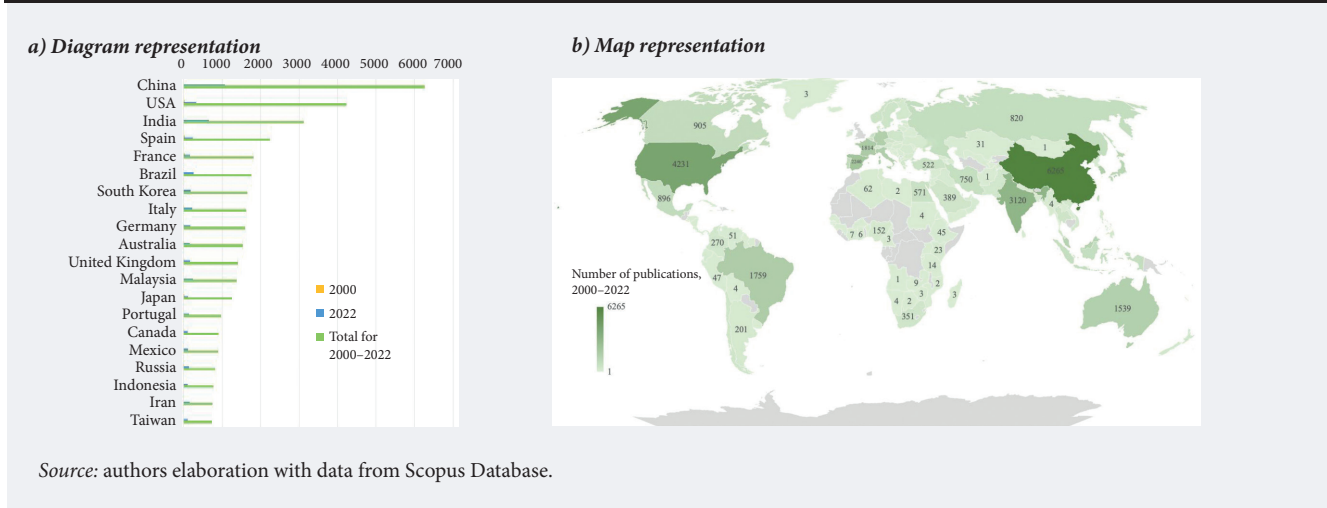 a) Diagram representation
0 1000 2000 3000 4000 5000 6000 7000
China
USA
India
Spain
France
Brazil
South Korea
Italy
Germany
Australia
United Kingdom
Malaysia
Japan
Portugal
Canada
Mexico
Russia
Indonesia
Iran
Taiwan
2000
2022
Total for
2000–2022
b) Map representation
3
905
820
31
1
1814
4231
522
6265
750
1
896
62
2
571
389
3120
4
4
51
7 6
152
3
45
270
23
14
47
1759
1
9
2
4
3
3
4
2
351
1539
201
Number of publications,
2000–2022
6265
1
Source: authors elaboration with data from Scopus Database.